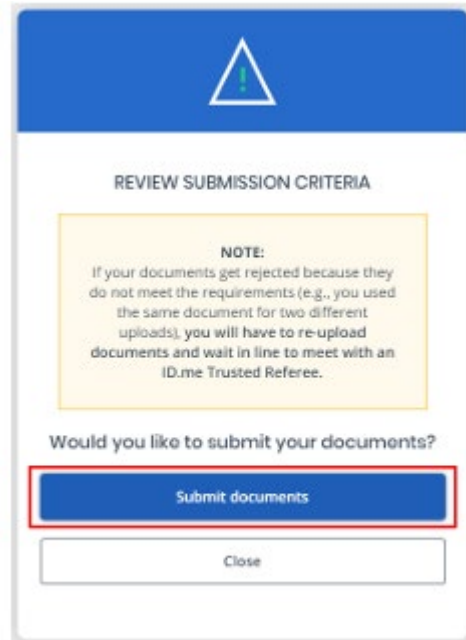 !
REVIEW SUBMISSION CRITERIA
NOTE:
If your documents get rejected because they
do not meet the requirements (e.g., you used
the same document for two different
uploads), you will have to re-upload
documents and wait in line to meet with an
ID.me Trusted Referee.
Would you like to submit your documents?
Submit documents
Close